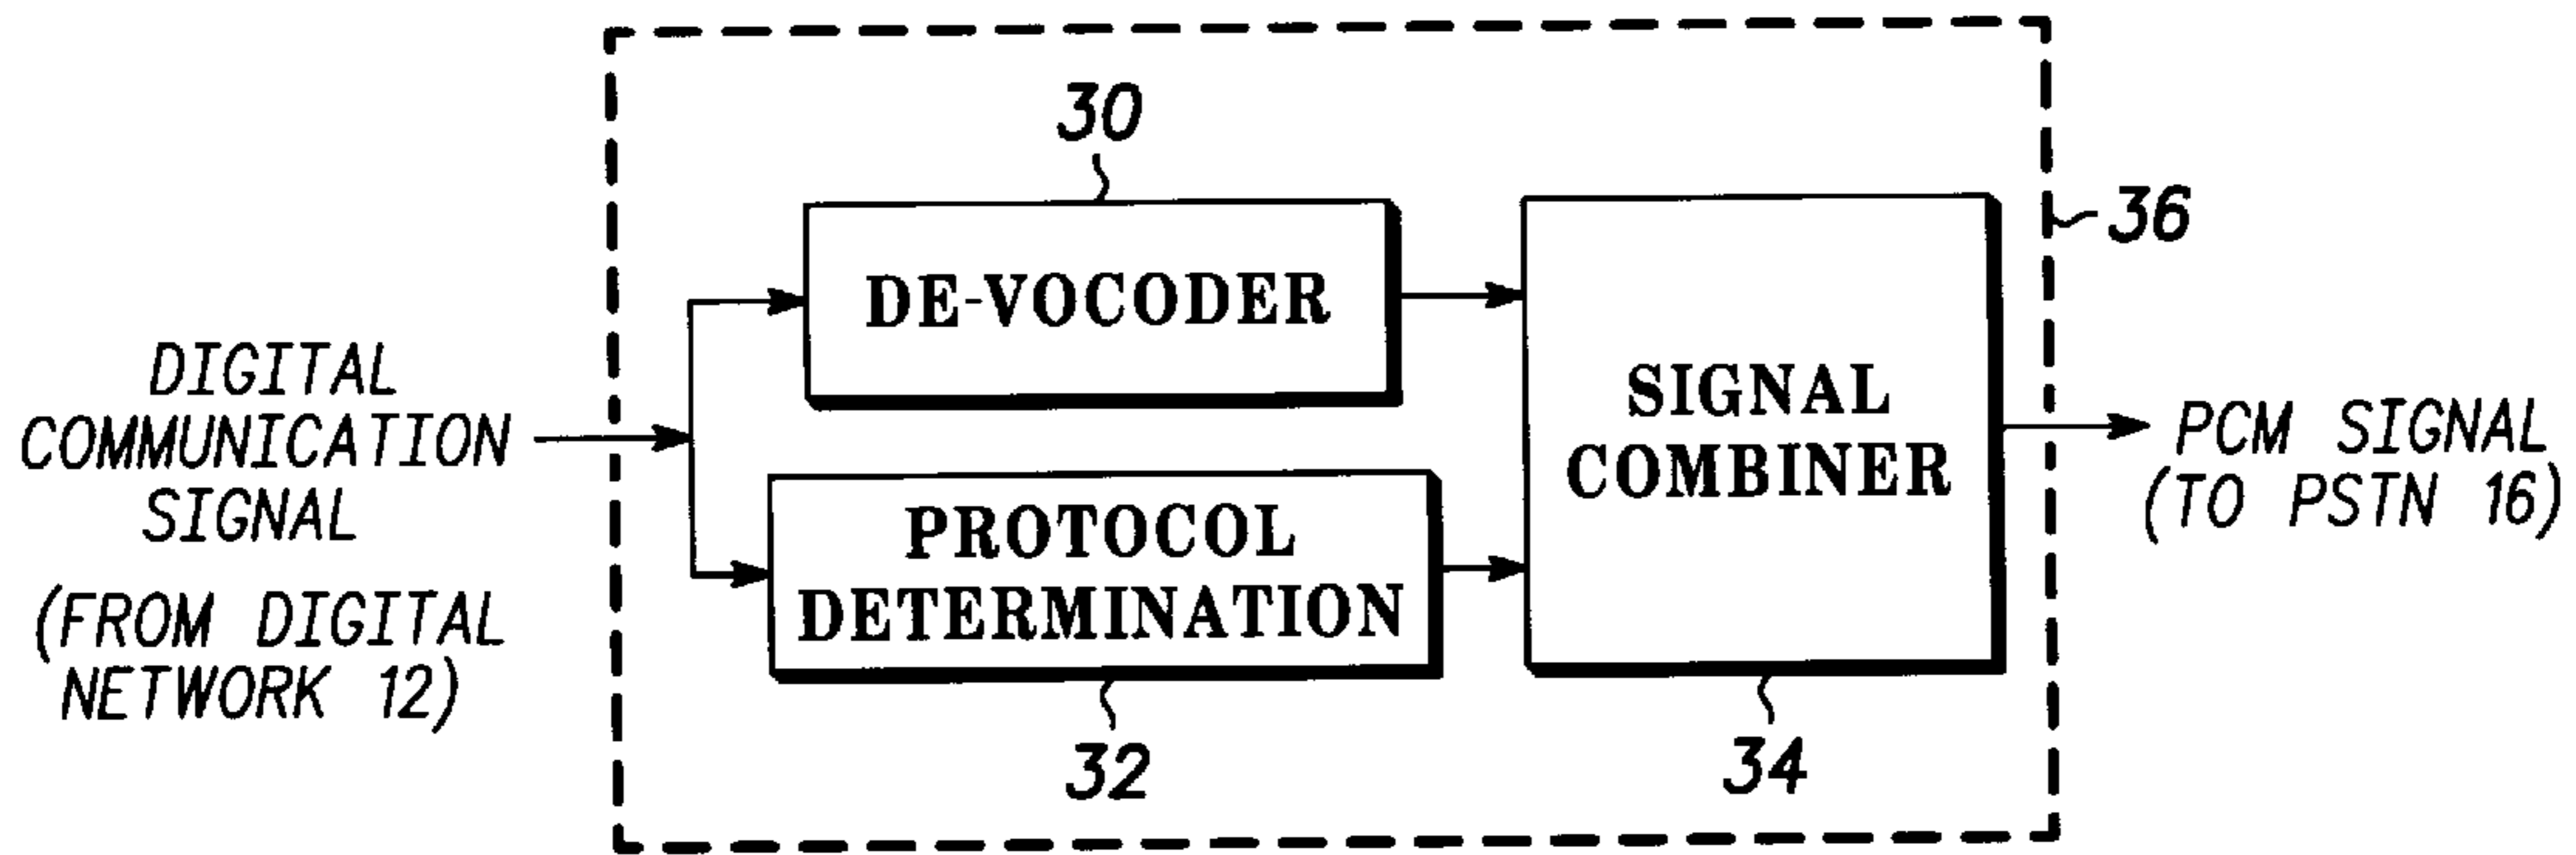 DIGITAL
COMMUNICATION
SIGNAL
(FROM DIGITAL
NETWORK 12)
30
DE-VOCODER
PROTOCOL
DETERMINATION
32
SIGNAL
COMBINER
34
36
PCM SIGNAL
(TO PSTN 16)